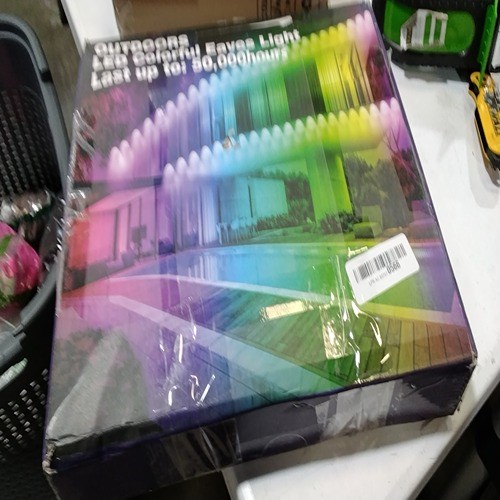 OUTDOORS
LED Colorful Eaves Light
Last up to: 50,000hours